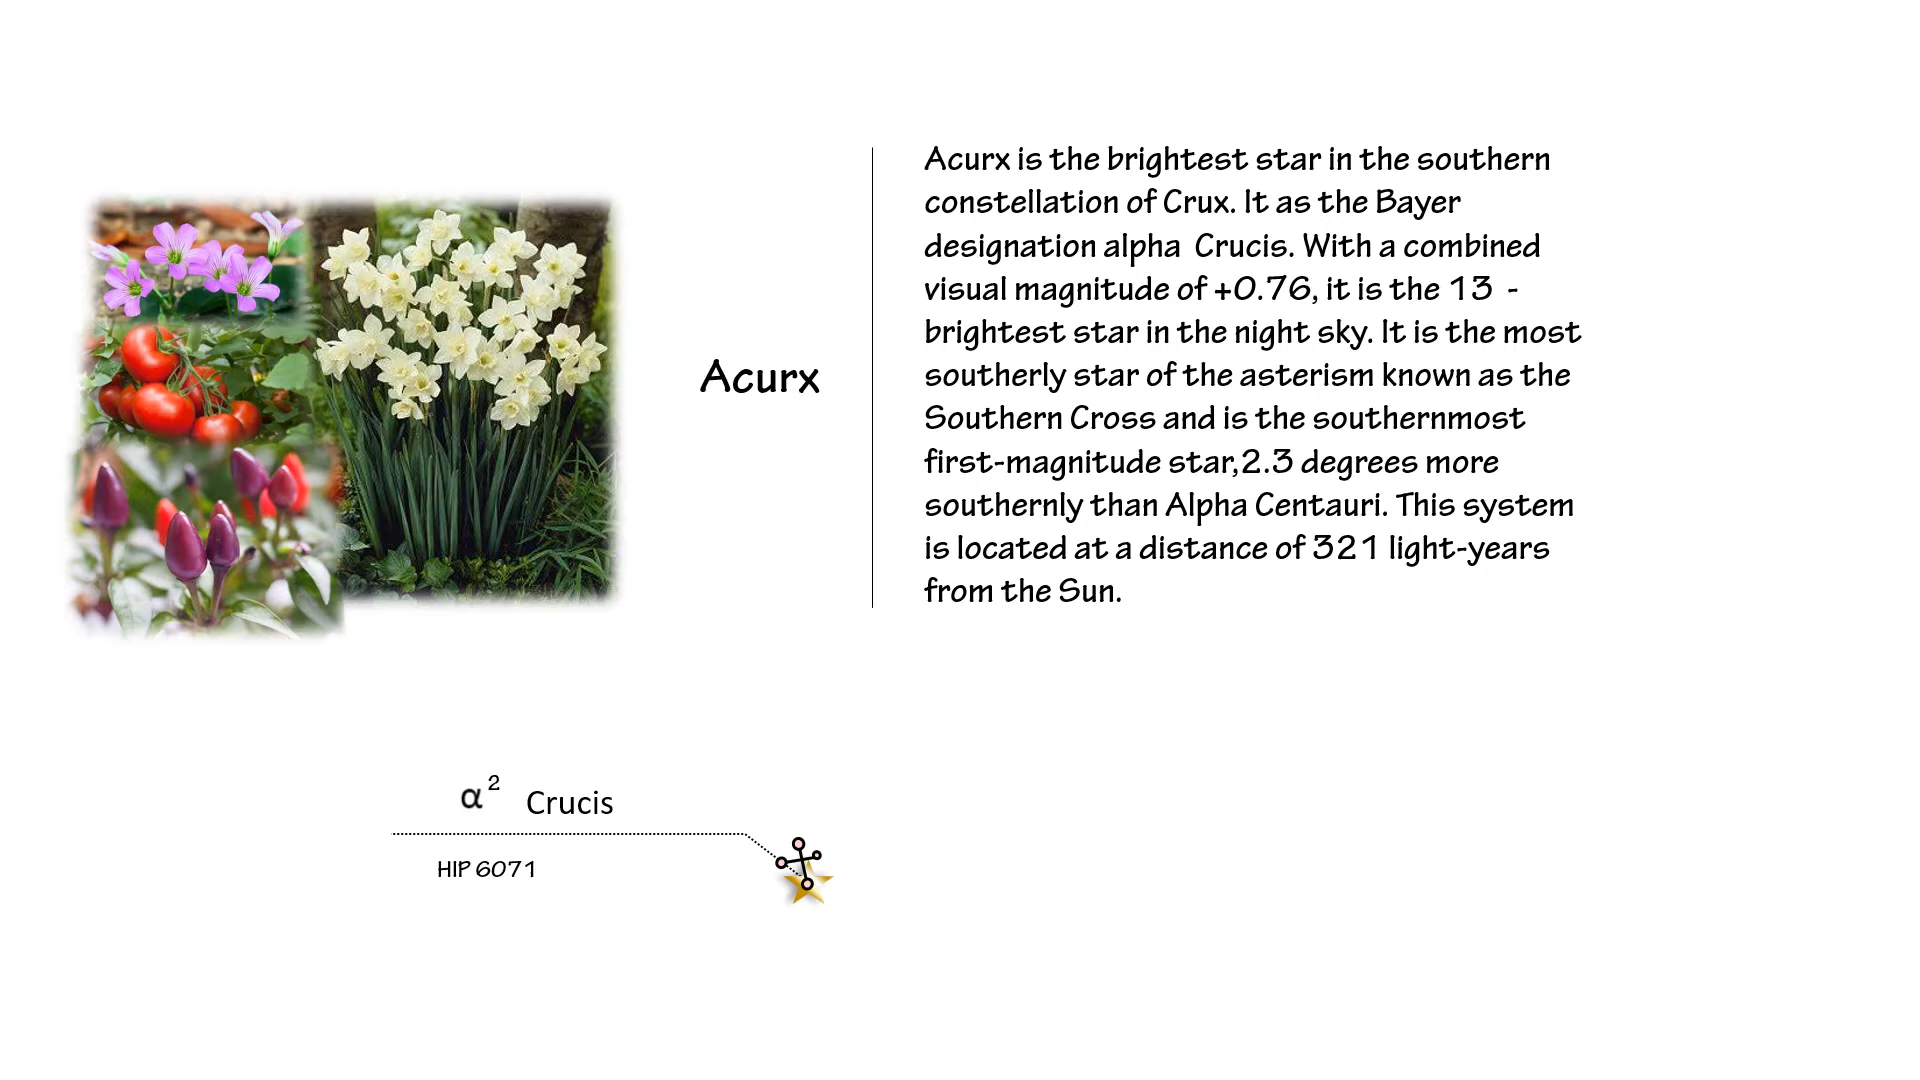 Acurx
Acurx is the brightest star in the southern
constellation of Crux. It as the Bayer
designation alpha  Crucis. With a combined
visual magnitude of +0.76, it is the 13 -
brightest star in the night sky. It is the most
southerly star of the asterism known as the
Southern Cross and is the southernmost
first-magnitude star,2.3 degrees more
southernly than Alpha Centauri. This system
is located at a distance of 321 light-years
from the Sun.
α² Crucis
HIP 6071